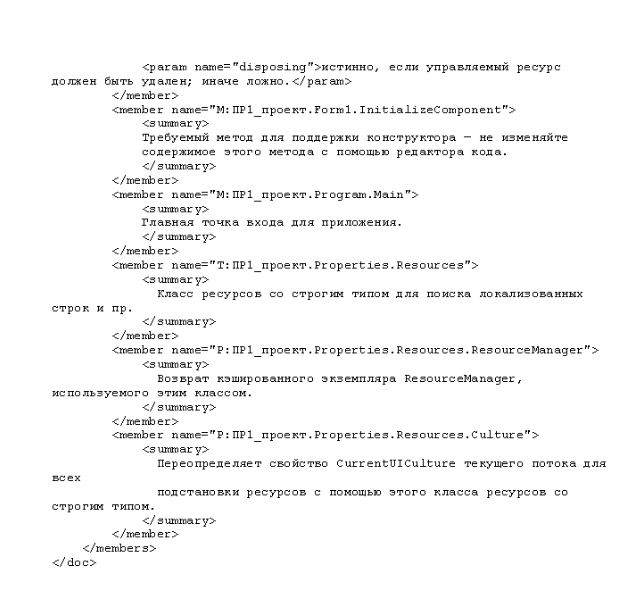 <param name="disposing">истинно, если управляемый ресурс
должен быть удален; иначе ложно.</param>
</member>
<member name="M:ПР1_проект.Form1.InitializeComponent">
<summary>
Требуемый метод для поддержки конструктора — не изменяйте
содержимое этого метода с помощью редактора кода.
</summary>
</member>
<member name="M:ПР1_проект.Program.Main">
<summary>
Главная точка входа для приложения.
</summary>
</member>
<member name="T:ПР1_проект.Properties.Resources">
<summary>
Класс ресурсов со строгим типом для поиска локализованных
строк и пр.
</summary>
</member>
<member name="P:ПР1_проект.Properties.Resources.ResourceManager">
<summary>
Возврат кэшированного экземпляра ResourceManager,
используемого этим классом.
</summary>
</member>
<member name="P:ПР1_проект.Properties.Resources.Culture">
<summary>
Переопределяет свойство CurrentUICulture текущего потока для
всех
подстановки ресурсов с помощью этого класса ресурсов со
строгим типом.
</summary>
</member>
</members>
</doc>